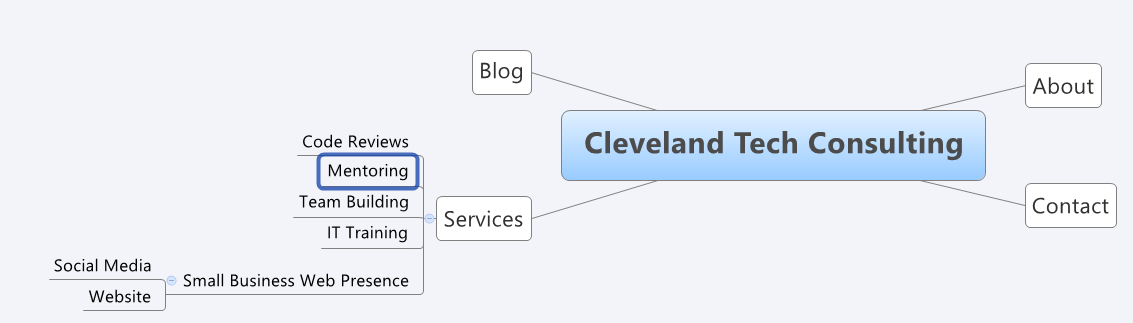 Blog
About
Cleveland Tech Consulting
Code Reviews
Mentoring
Team Building
IT Training
Services
Contact
Social Media
Small Business Web Presence
Website